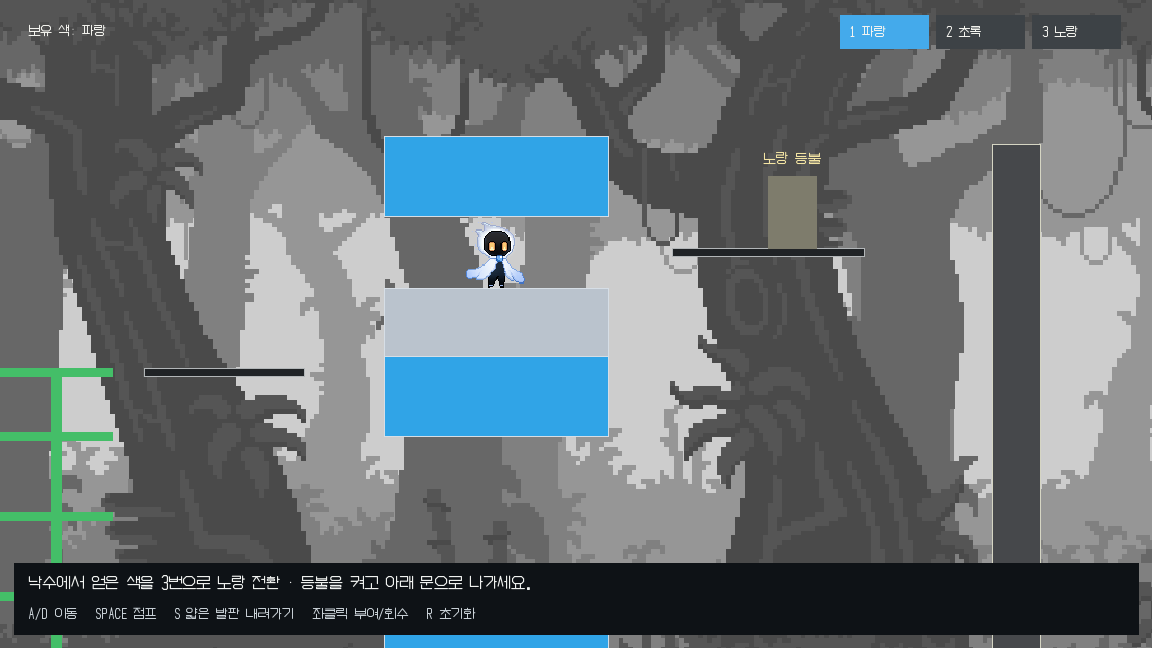 보유 색: 파랑
1 파랑
2 초록
3 노랑
노랑 등불
낙수에서 얻은 색을 3번으로 노랑 전환 · 등불을 켜고 아래 문으로 나가세요.
A/D 이동 SPACE 점프 S 얇은 발판 내려가기 좌클릭 부여/회수 R 초기화